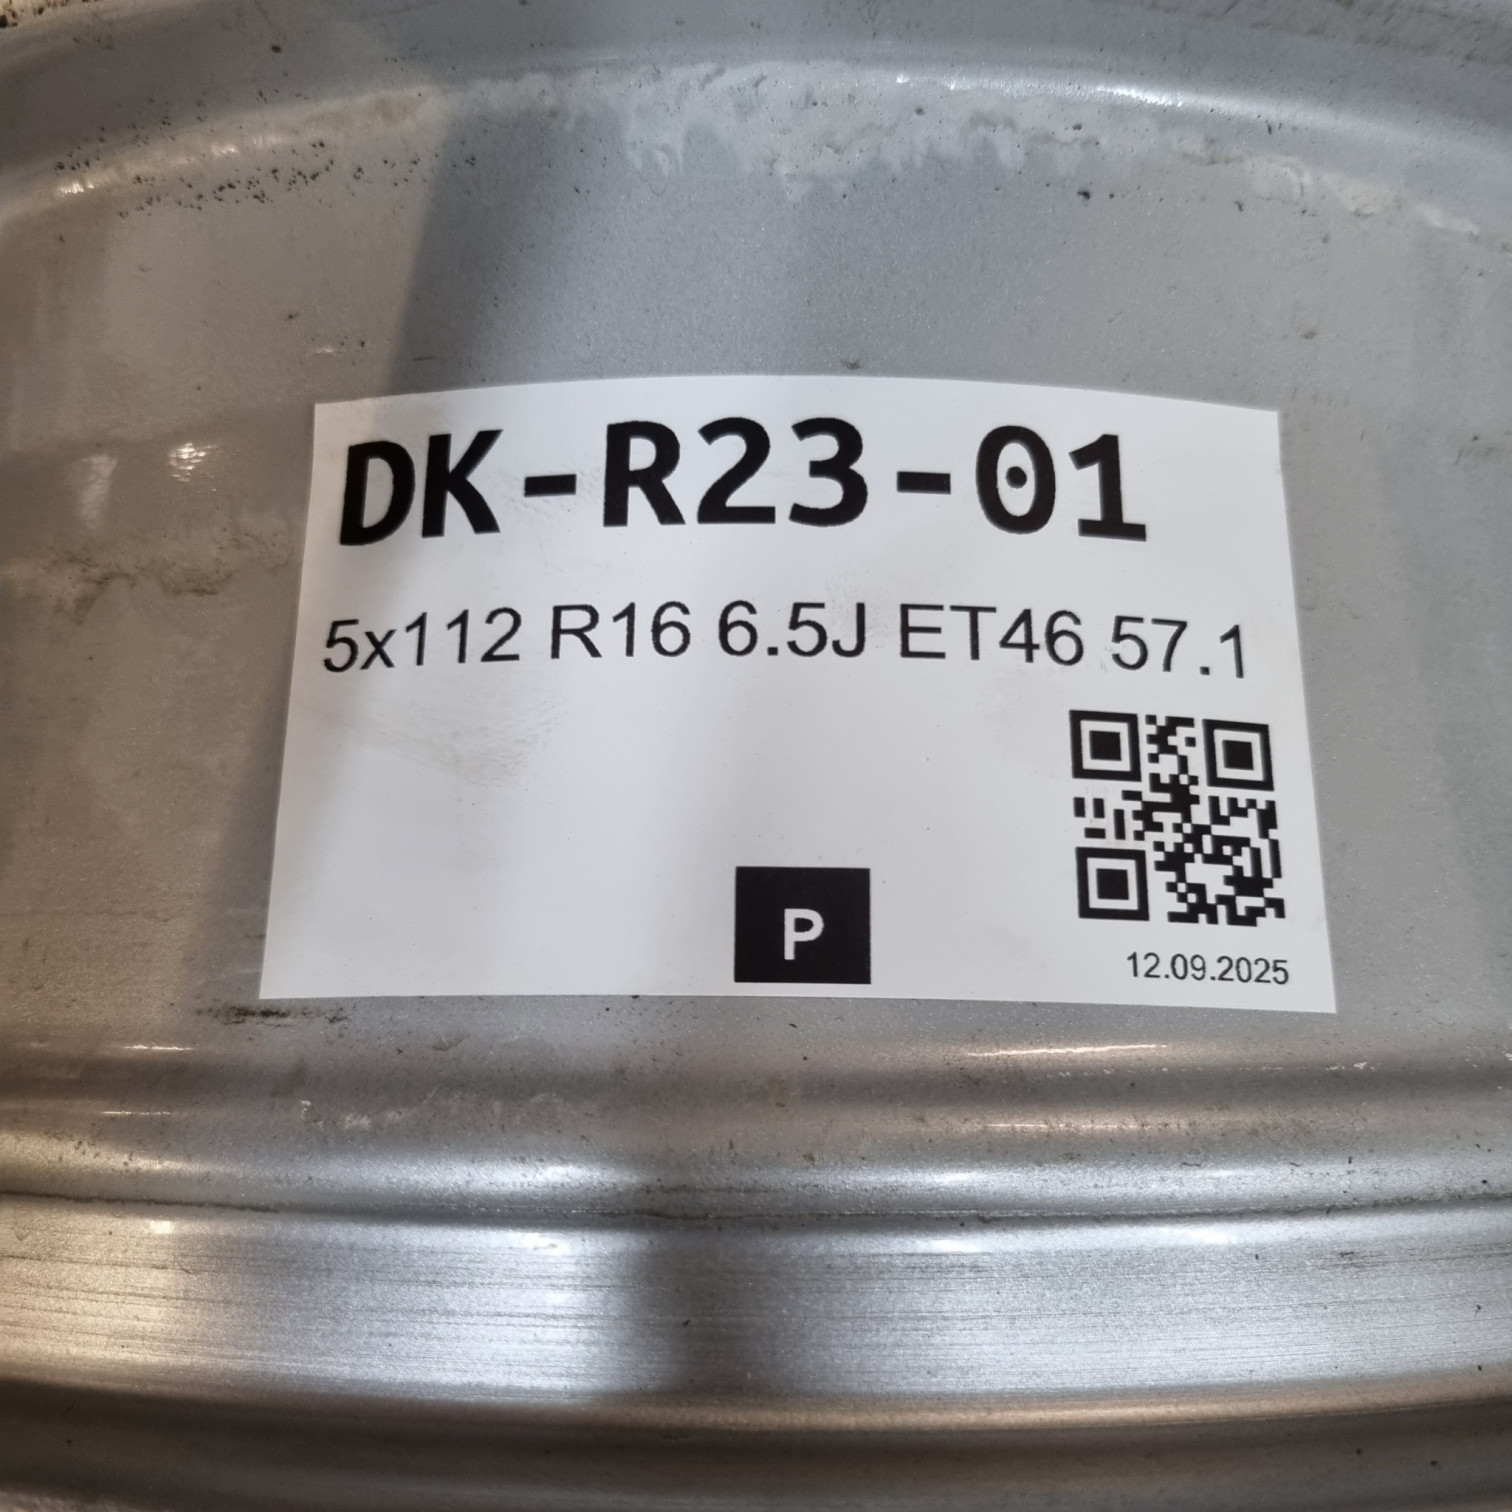 DK-R23-01
5x112 R16 6.5J ET46 57.1
P
12.09.2025